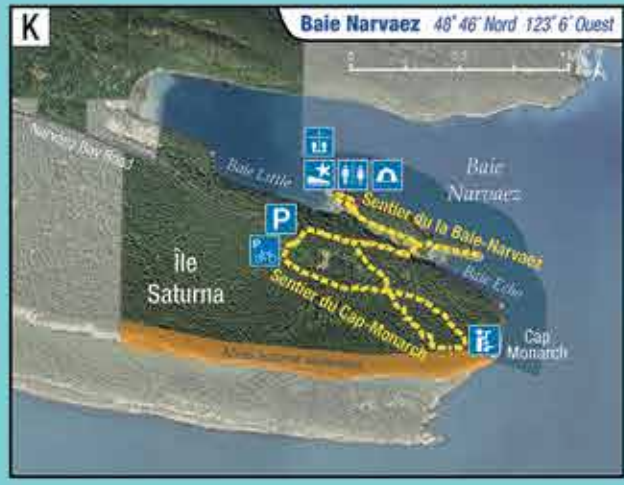 K
Baie Narvaez 48° 46' Nord 123° 6' Ouest
0
Narvaez Bay Road
Baie Little
Baie
Narvaez
P
P
Sentier du la Baie-Narvaez
Île
Saturna
Baie Echo
Sentier du Cap-Monarch
Cap
Monarch